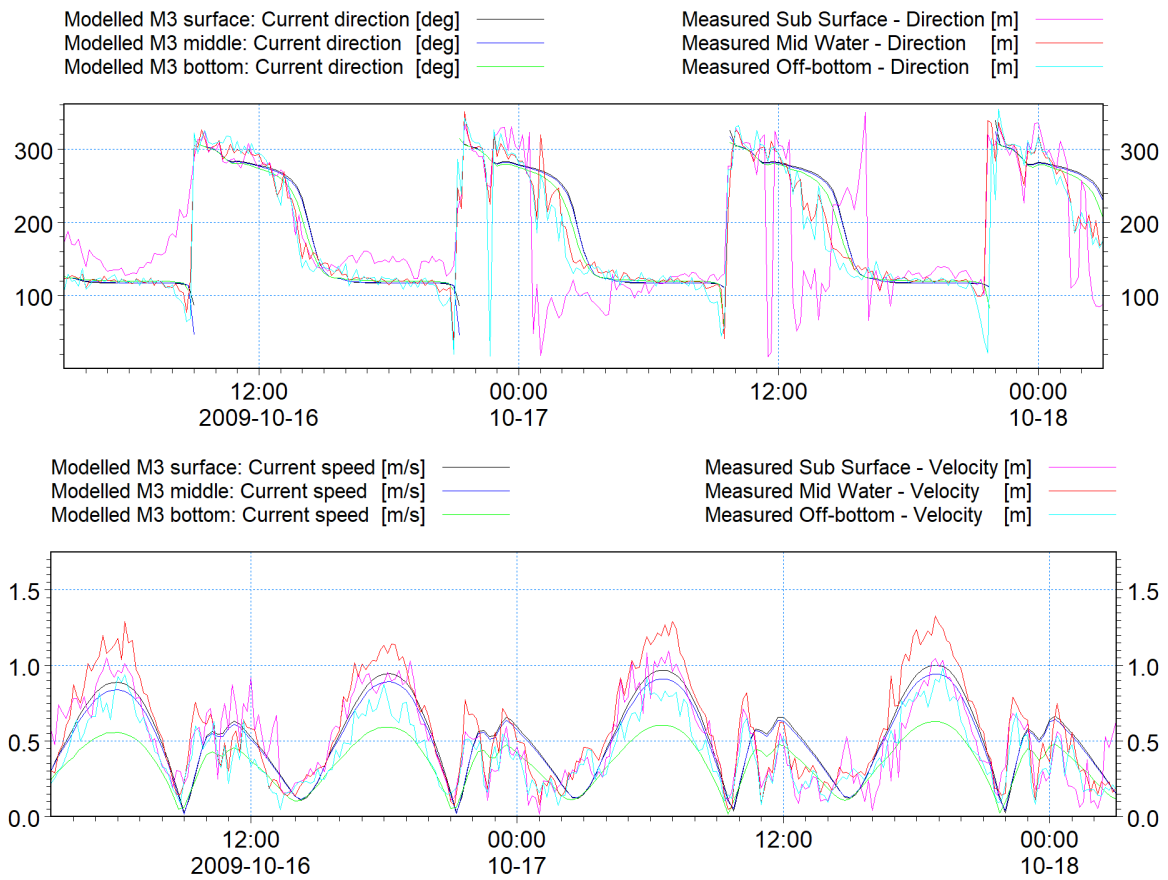 Modelled M3 surface: Current direction [deg]
Modelled M3 middle: Current direction [deg]
Modelled M3 bottom: Current direction [deg]
Measured Sub Surface - Direction [m]
Measured Mid Water - Direction [m]
Measured Off-bottom - Direction [m]
300 300
200 200
100 100
12:00 00:00 12:00 00:00
2009-10-16 10-17 10-18
Modelled M3 surface: Current speed [m/s]
Modelled M3 middle: Current speed [m/s]
Modelled M3 bottom: Current speed [m/s]
Measured Sub Surface - Velocity [m]
Measured Mid Water - Velocity [m]
Measured Off-bottom - Velocity [m]
1.5 1.5
1.0 1.0
0.5 0.5
0.0 0.0
12:00 00:00 12:00 00:00
2009-10-16 10-17 10-18